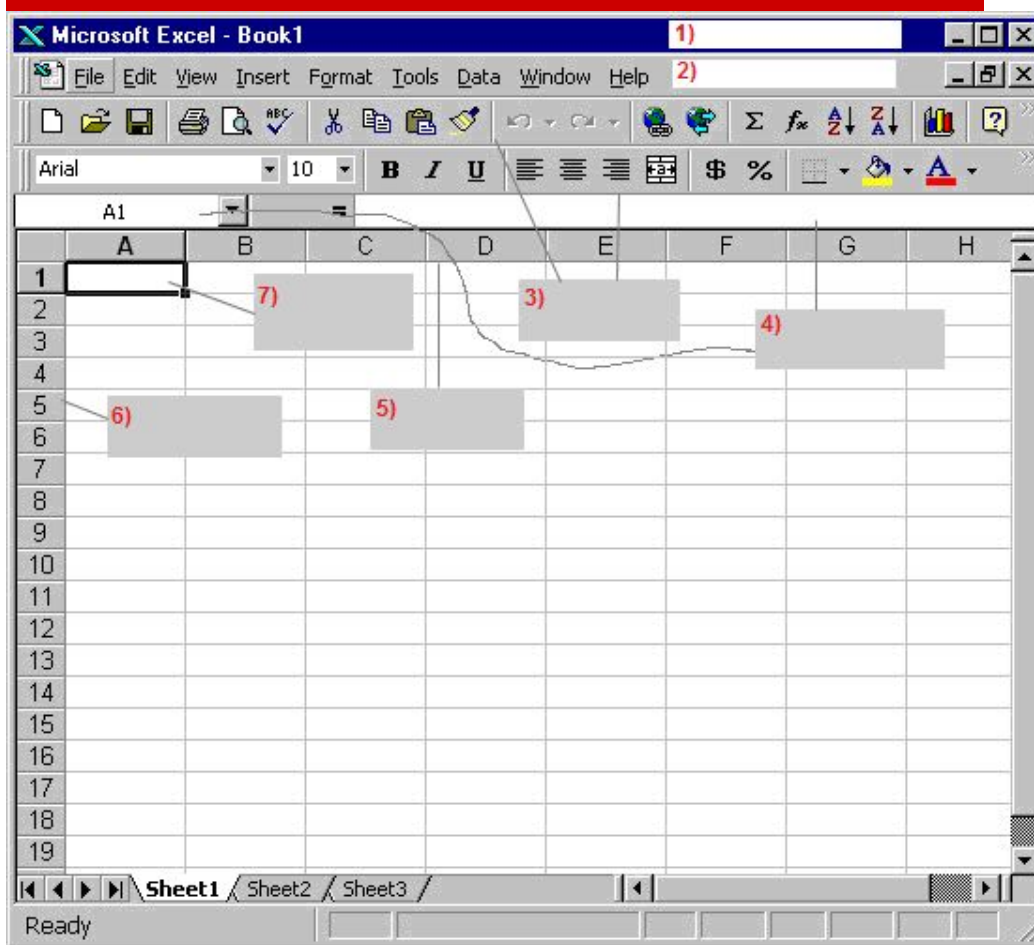 Microsoft Excel - Book1 1)
File Edit View Insert Format Tools Data Window Help 2)
ABC Σ fx A Z Z A ?
Arial 10 B I U a $ % A
A1 =
A B C D E F G H
1
7) 3)
2
4)
3
4
5 5)
6)
6
7
8
9
10
11
12
13
14
15
16
17
18
19
Sheet1 Sheet2 Sheet3
Ready